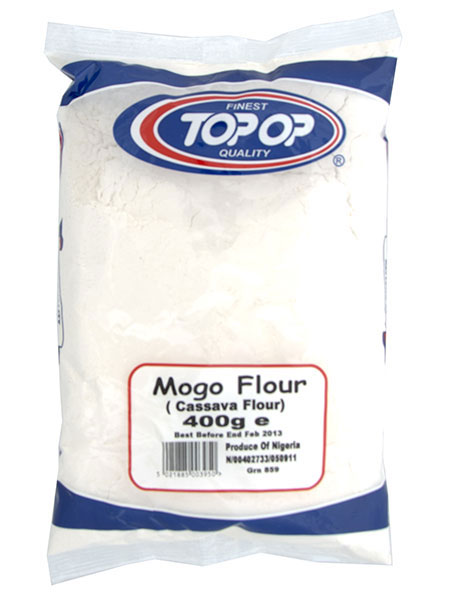 FINEST
TOP OP
QUALITY
®
Mogo Flour
( Cassava Flour)
400g e
Best Before End Feb 2013
Produce Of Nigeria
N/00402733/050911
Grn 859